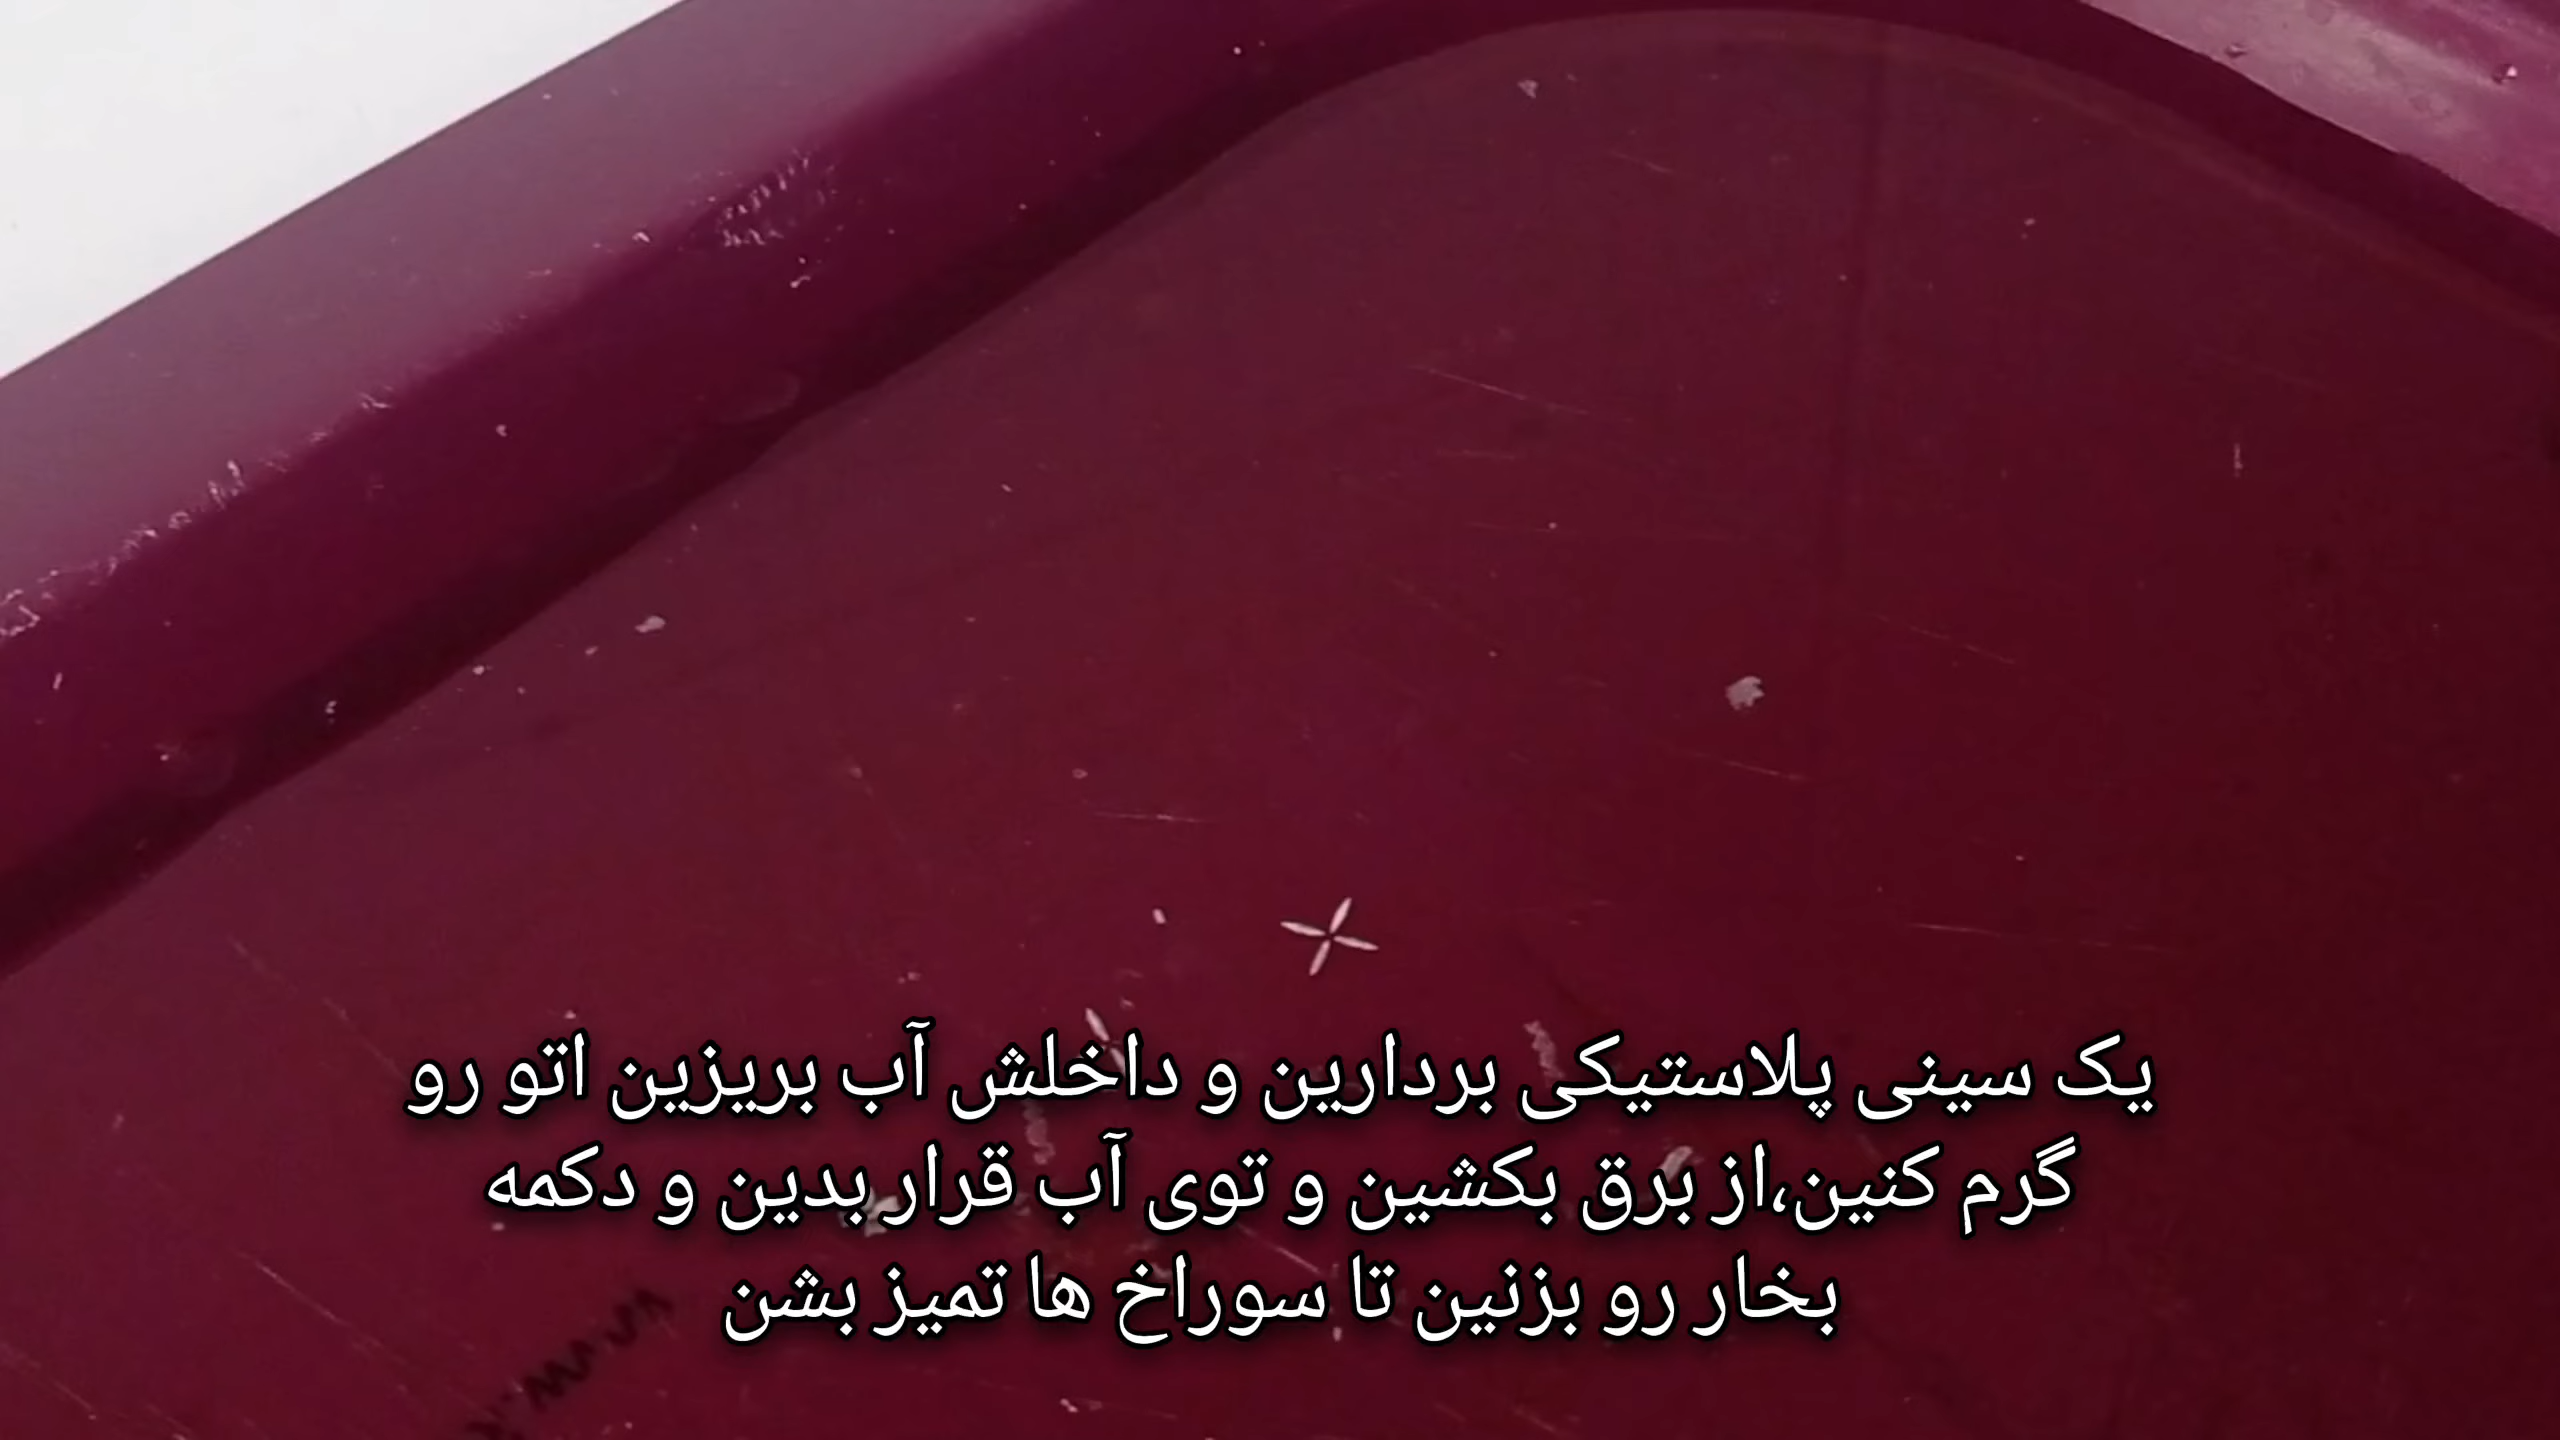 یک سینی پلاستیکی بردارین و داخلش آب بریزین اتو رو
گرم کنین،از برق بکشین و توی آب قرار بدین و دکمه
بخار رو بزنین تا سوراخ ها تمیز بشن